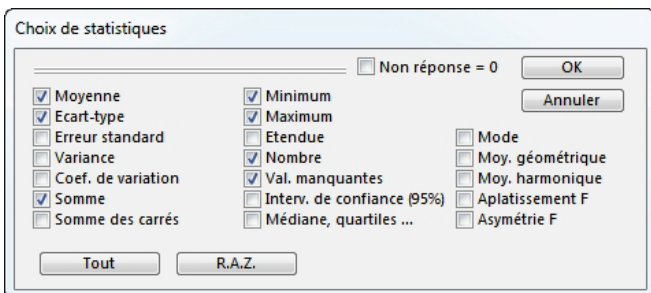 Choix de statistiques
Non réponse = 0
OK
Annuler
Moyenne
Ecart-type
Erreur standard
Variance
Coef. de variation
Somme
Somme des carrés
Minimum
Maximum
Etendue
Nombre
Val. manquantes
Interv. de confiance (95%)
Médiane, quartiles ...
Mode
Moy. géométrique
Moy. harmonique
Aplatissement F
Asymétrie F
Tout
R.A.Z.